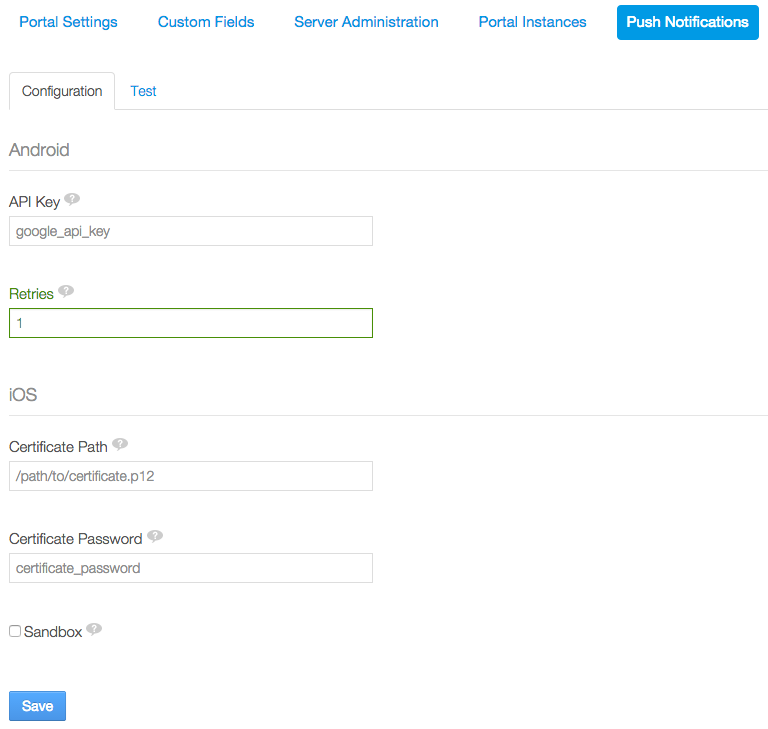 Portal Settings Custom Fields Server Administration Portal Instances Push Notifications
Configuration Test
Android
API Key ?
google_api_key
Retries ?
1
iOS
Certificate Path ?
/path/to/certificate.p12
Certificate Password ?
certificate_password
Sandbox ?
Save